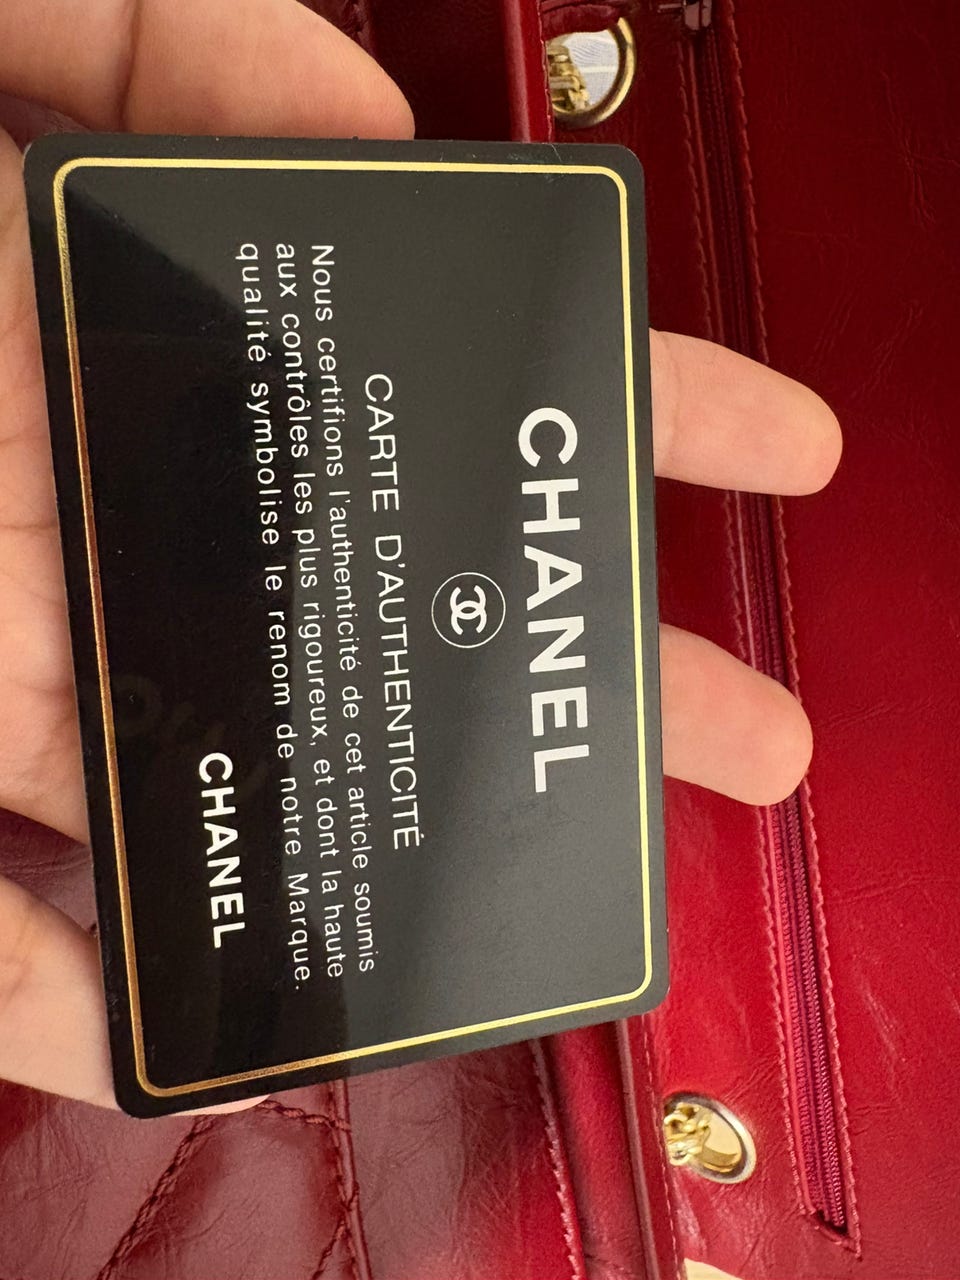 CHANEL
CARTE D'AUTHENTICITÉ
Nous certifions l'authenticité de cet article soumis
aux contrôles les plus rigoureux, et dont la haute
qualité symbolise le renom de notre Marque.
CHANEL